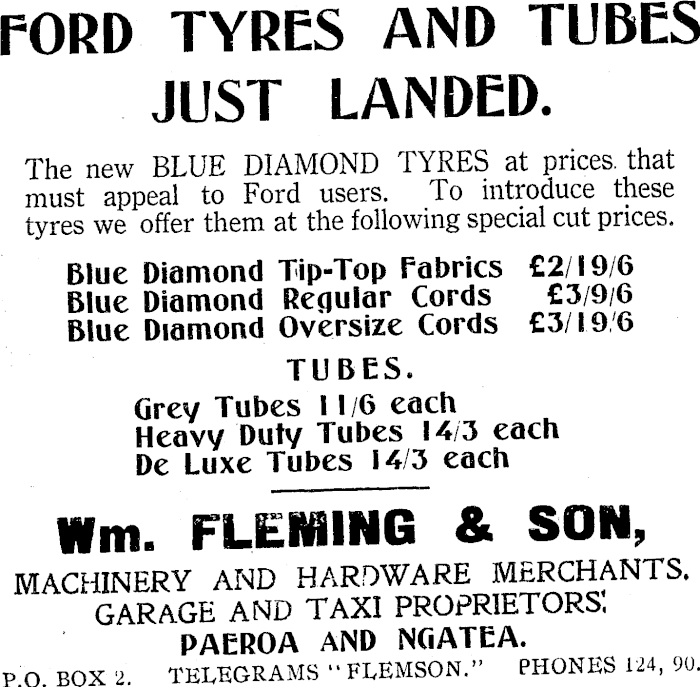 FORD TYRES AND TUBES
JUST LANDED.
The new BLUE DIAMOND TYRES at prices that
must appeal to Ford users. To introduce these
tyres we offer them at the following special cut prices.
Blue Diamond Tip-Top Fabrics £2/19/6
Blue Diamond Regular Cords £3/9/6
Blue Diamond Oversize Cords £3/19/6
TUBES.
Grey Tubes 11/6 each
Heavy Duty Tubes 14/3 each
De Luxe Tubes 14/3 each
Wm. FLEMING & SON,
MACHINERY AND HARDWARE MERCHANTS.
GARAGE AND TAXI PROPRIETORS.
PAEROA AND NGATEA.
P.O. BOX 2. TELEGRAMS "FLEMSON." PHONES 124, 90.